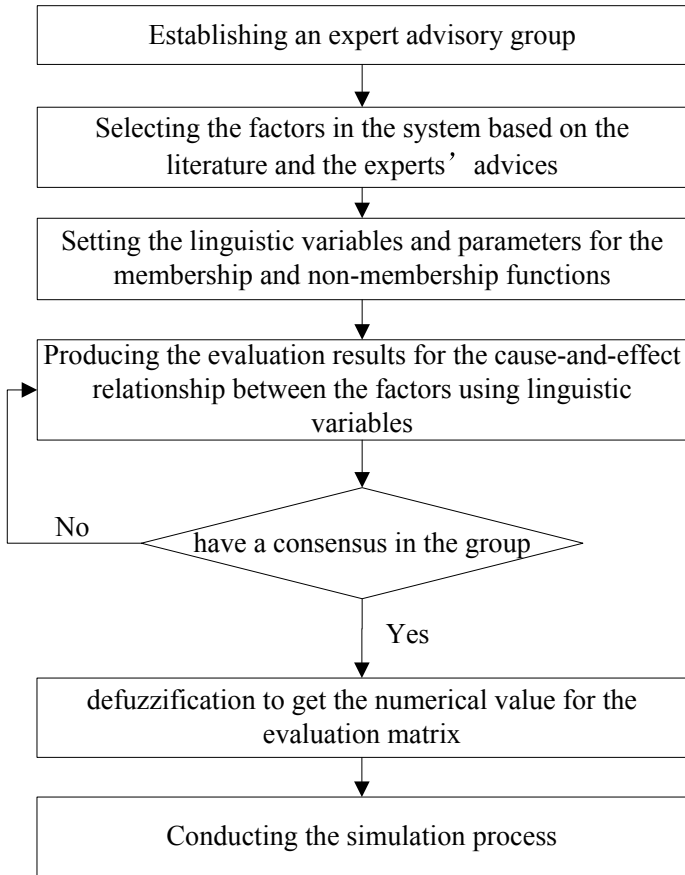 Establishing an expert advisory group
Selecting the factors in the system based on the
literature and the experts’ advices
Setting the linguistic variables and parameters for the
membership and non-membership functions
Producing the evaluation results for the cause-and-effect
relationship between the factors using linguistic
variables
have a consensus in the group
No
Yes
defuzzification to get the numerical value for the
evaluation matrix
Conducting the simulation process